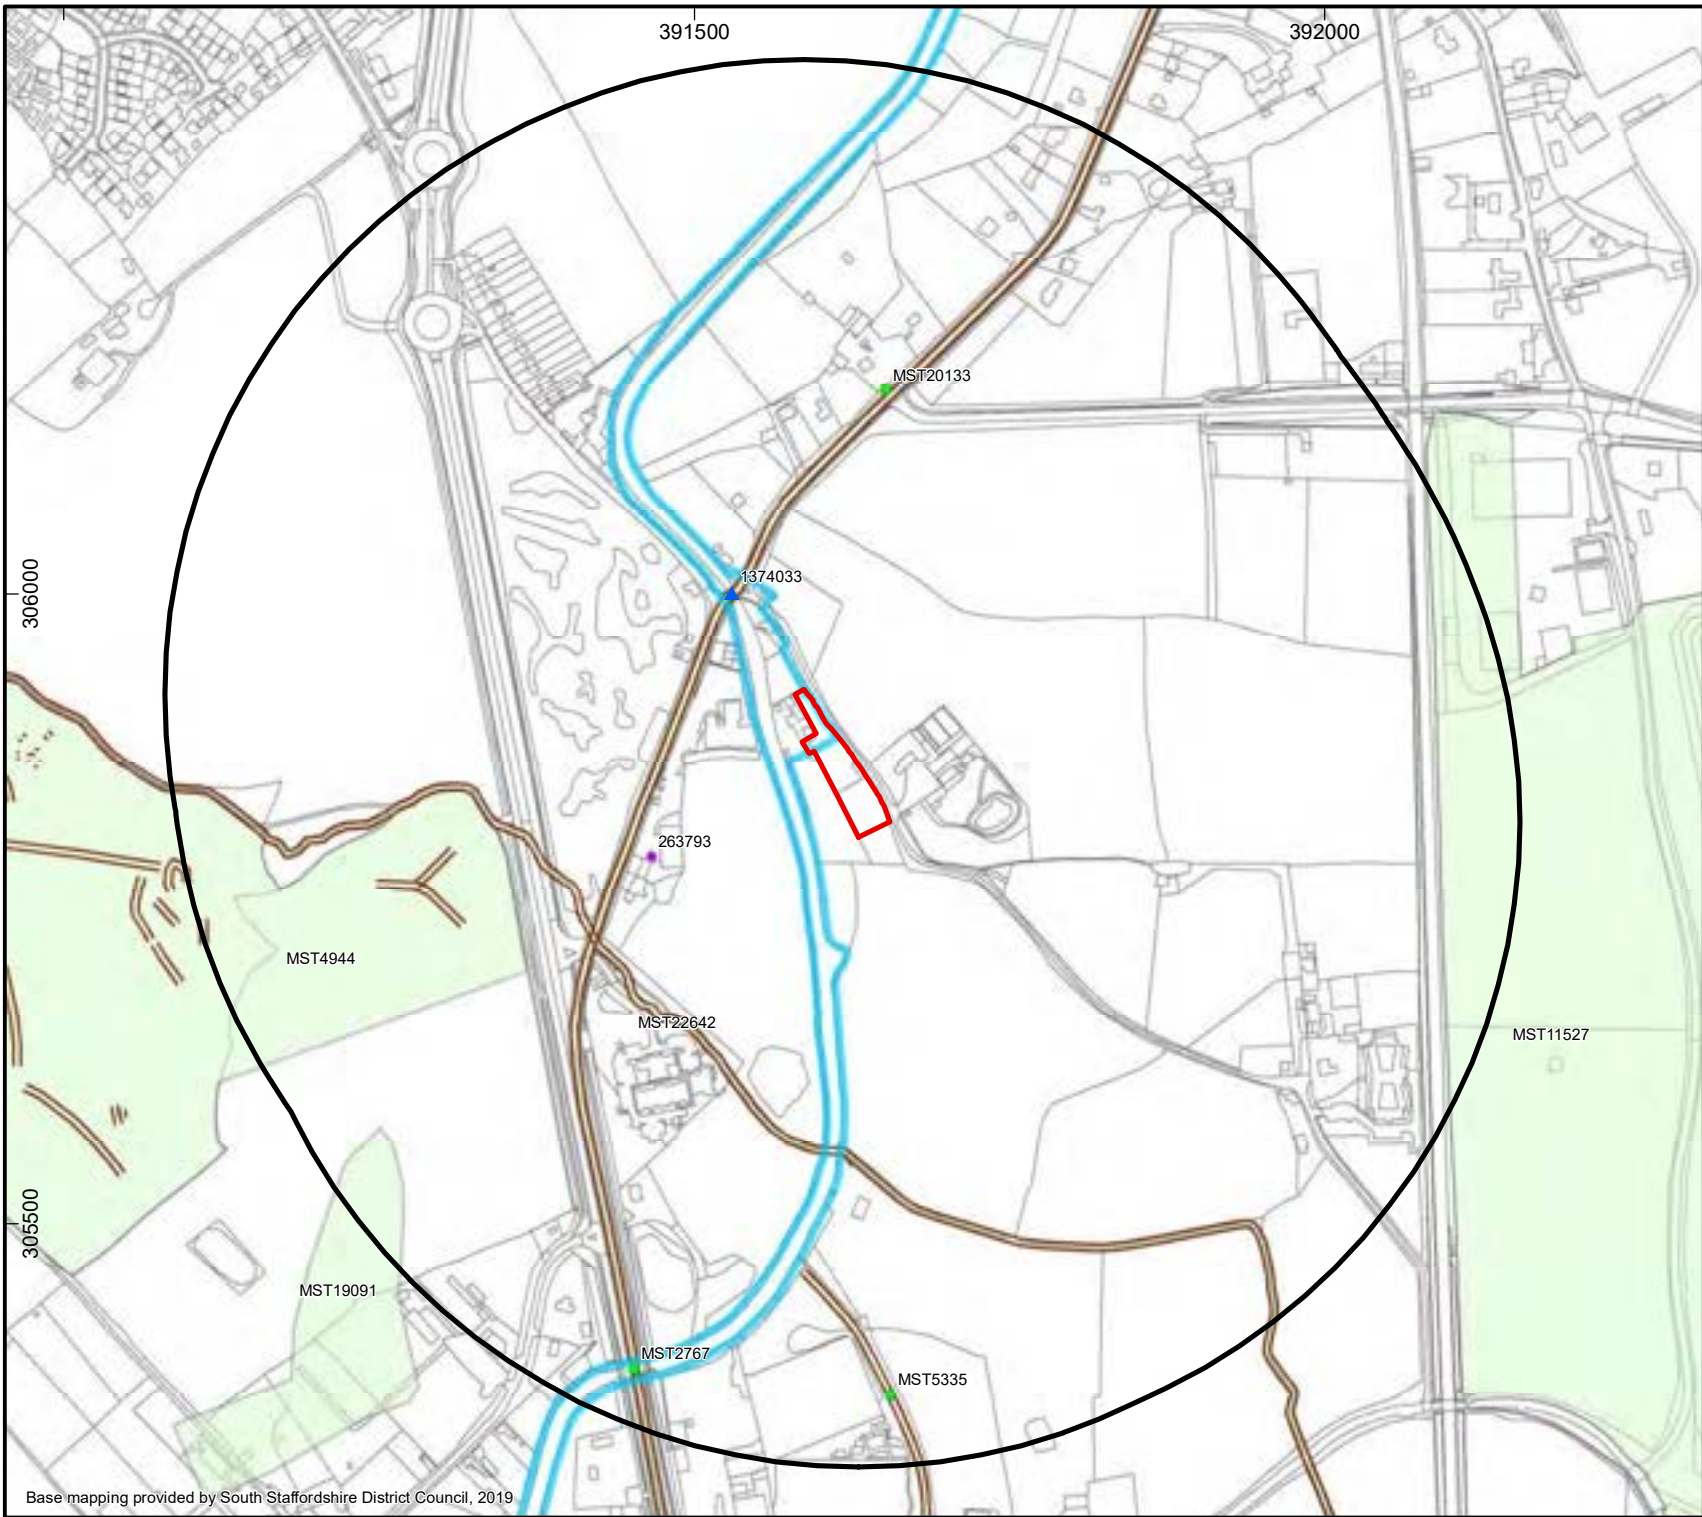 391500
392000
MST20133
1374033
306000
263793
MST4944
MST22642
MST11527
305500
MST19091
MST2767
MST5335
Base mapping provided by South Staffordshire District Council, 2019